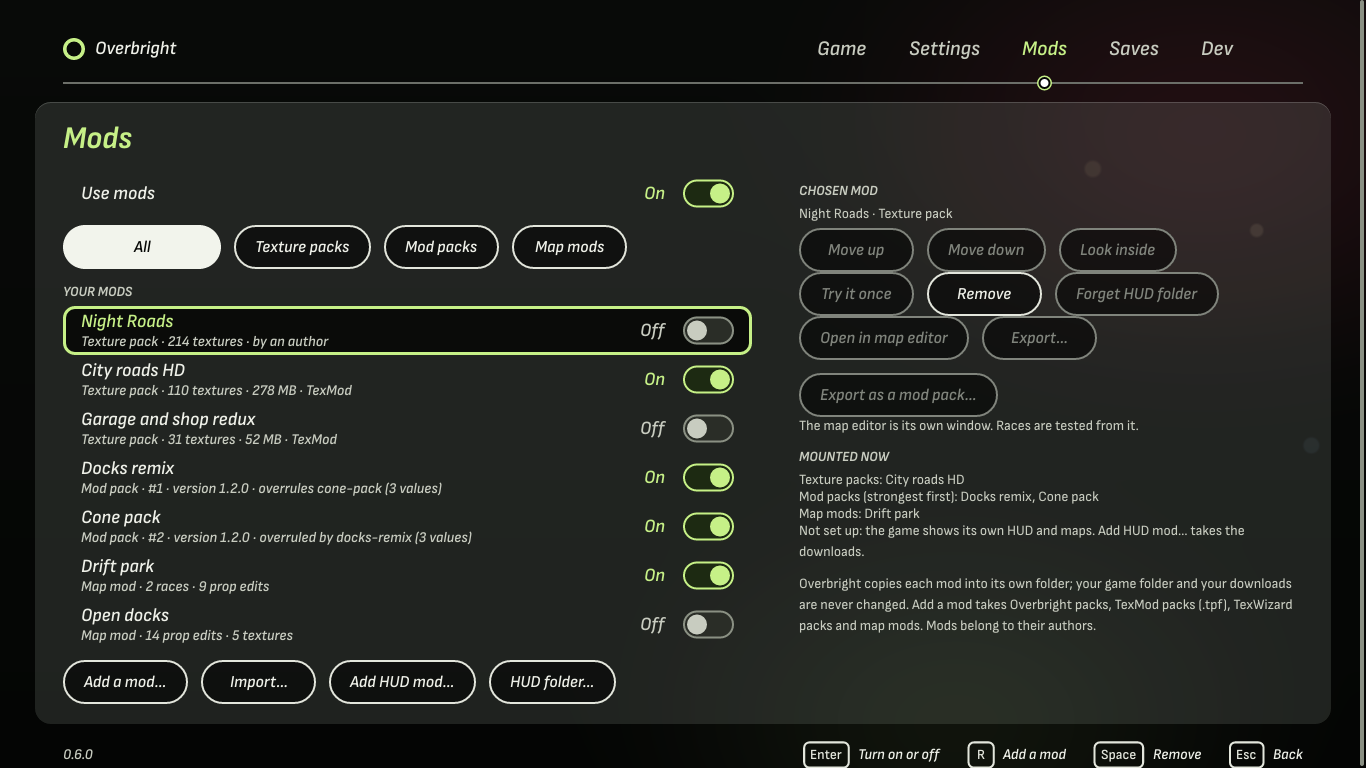 Overbright
Game Settings Mods Saves Dev
Mods
Use mods On
All Texture packs Mod packs Map mods
YOUR MODS
Night Roads
Texture pack · 214 textures · by an author
Off
City roads HD
Texture pack · 110 textures · 278 MB · TexMod
On
Garage and shop redux
Texture pack · 31 textures · 52 MB · TexMod
Off
Docks remix
Mod pack · #1 · version 1.2.0 · overrules cone-pack (3 values)
On
Cone pack
Mod pack · #2 · version 1.2.0 · overruled by docks-remix (3 values)
On
Drift park
Map mod · 2 races · 9 prop edits
On
Open docks
Map mod · 14 prop edits · 5 textures
Off
Add a mod... Import... Add HUD mod... HUD folder...
CHOSEN MOD
Night Roads · Texture pack
Move up Move down Look inside
Try it once Remove Forget HUD folder
Open in map editor Export...
Export as a mod pack...
The map editor is its own window. Races are tested from it.
MOUNTED NOW
Texture packs: City roads HD
Mod packs (strongest first): Docks remix, Cone pack
Map mods: Drift park
Not set up: the game shows its own HUD and maps. Add HUD mod... takes the
downloads.
Overbright copies each mod into its own folder; your game folder and your downloads
are never changed. Add a mod takes Overbright packs, TexMod packs (.tpf), TexWizard
packs and map mods. Mods belong to their authors.
0.6.0
Enter Turn on or off R Add a mod Space Remove Esc Back